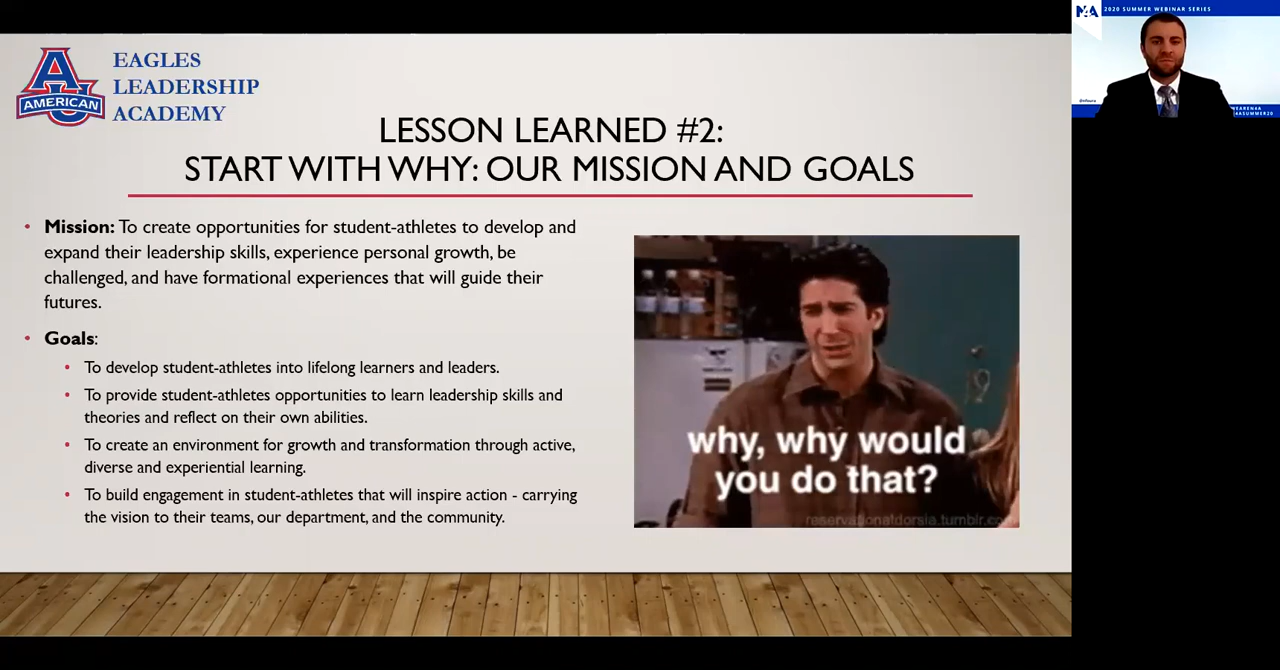 AU
AMERICAN
EAGLES
LEADERSHIP
ACADEMY
LESSON LEARNED #2:
START WITH WHY: OUR MISSION AND GOALS
• Mission: To create opportunities for student-athletes to develop and
expand their leadership skills, experience personal growth, be
challenged, and have formational experiences that will guide their
futures.
• Goals:
• To develop student-athletes into lifelong learners and leaders.
• To provide student-athletes opportunities to learn leadership skills and
theories and reflect on their own abilities.
• To create an environment for growth and transformation through active,
diverse and experiential learning.
• To build engagement in student-athletes that will inspire action - carrying
the vision to their teams, our department, and the community.
why, why would
you do that?
reservationatdorsia.tumblr.co
N4A
2020 SUMMER WEBINAR SERIES